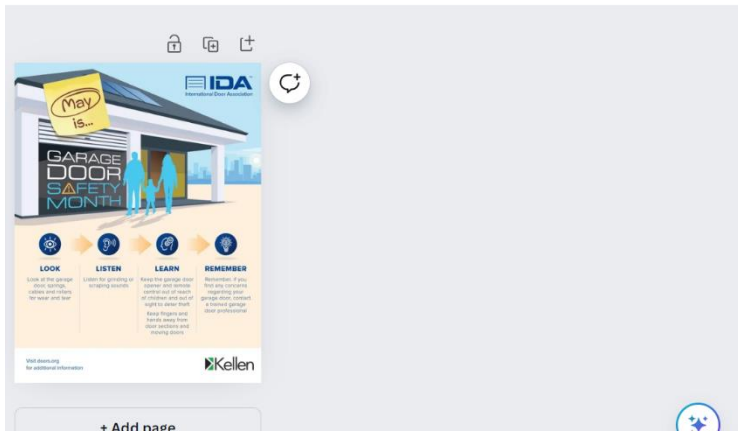 May
is...
IDA
International Door Association
GARAGE
DOOR
SAFETY
MONTH
LOOK
Look at the garage
door, springs,
cables and rollers
for wear and tear
LISTEN
Listen for grinding or
scraping sounds
LEARN
Keep the garage door
opener and remote
control out of reach
of children and out of
sight to deter theft
Keep fingers and
hands away from
door sections and
moving doors
REMEMBER
Remember, if you
find any concerns
regarding your
garage door, contact
a trained garage
door professional
Visit doors.org
for additional information
Kellen
+ Add page